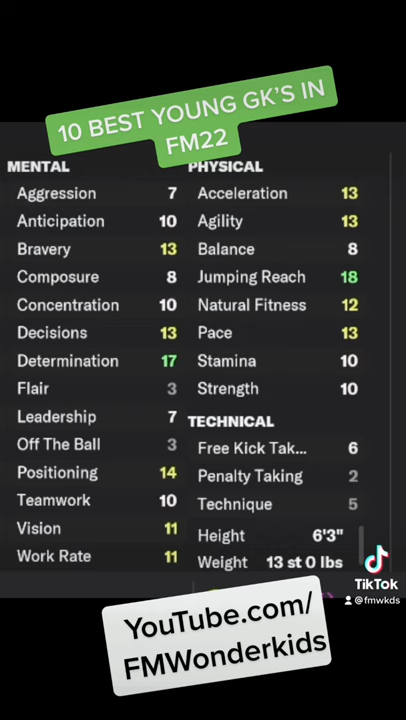 10 BEST YOUNG GK'S IN
FM22
MENTAL
Aggression 7
Anticipation 10
Bravery 13
Composure 8
Concentration 10
Decisions 13
Determination 17
Flair 3
Leadership 7
Off The Ball 3
Positioning 14
Teamwork 10
Vision 11
Work Rate 11
PHYSICAL
Acceleration 13
Agility 13
Balance 8
Jumping Reach 18
Natural Fitness 12
Pace 13
Stamina 10
Strength 10
TECHNICAL
Free Kick Tak... 6
Penalty Taking 2
Technique 5
Height 6'3"
Weight 13 st 0 lbs
TikTok
@fmwkds
YouTube.com/
FMWonderkids